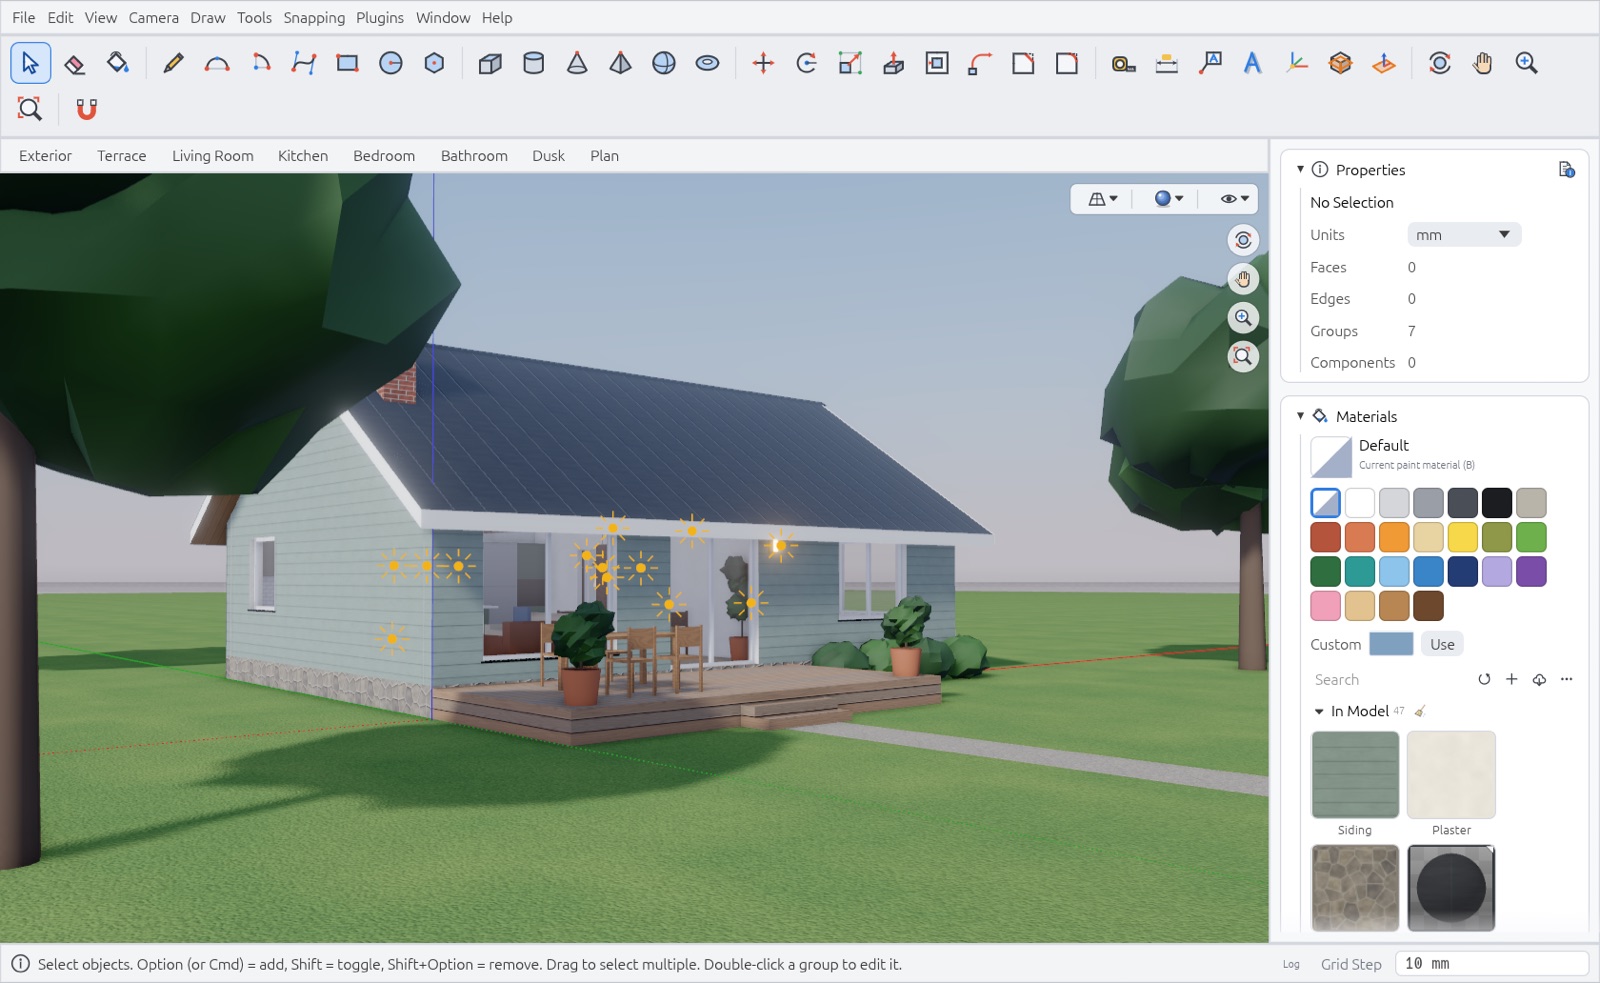 File Edit View Camera Draw Tools Snapping Plugins Window Help
Exterior Terrace Living Room Kitchen Bedroom Bathroom Dusk Plan
Properties
No Selection
Units mm
Faces 0
Edges 0
Groups 7
Components 0
Materials
Default
Current paint material (B)
Custom Use
Search
In Model 47
Siding Plaster
Select objects. Option (or Cmd) = add, Shift = toggle, Shift+Option = remove. Drag to select multiple. Double-click a group to edit it.
Log Grid Step 10 mm